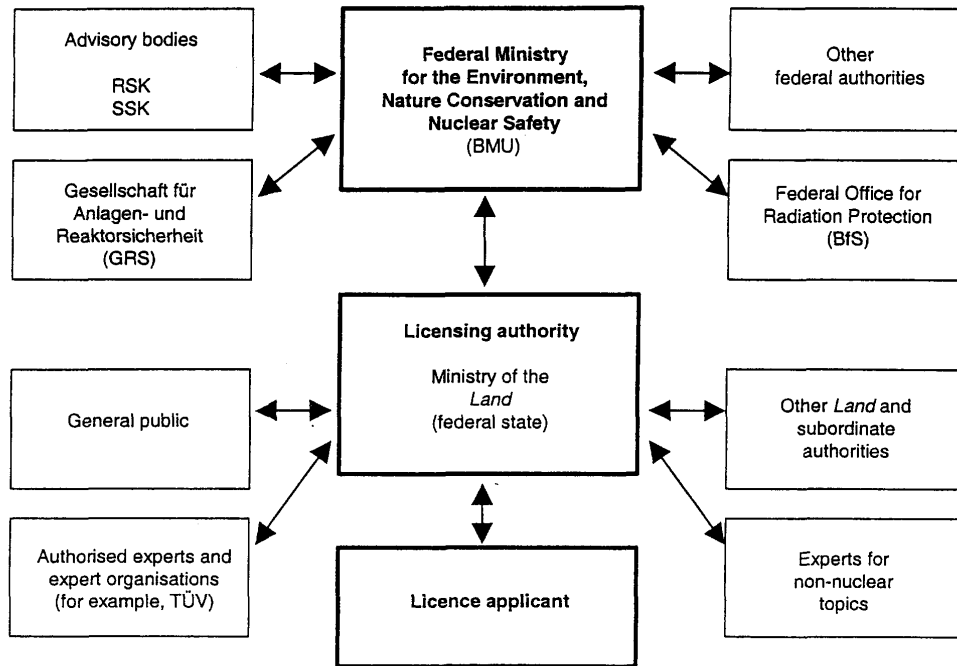 Advisory bodies
RSK
SSK
Federal Ministry
for the Environment,
Nature Conservation and
Nuclear Safety
(BMU)
Other
federal authorities
Gesellschaft für
Anlagen- und
Reaktorsicherheit
(GRS)
Federal Office for
Radiation Protection
(BfS)
Licensing authority
Ministry of the
Land
(federal state)
General public
Other Land and
subordinate
authorities
Authorised experts and
expert organisations
(for example, TÜV)
Licence applicant
Experts for
non-nuclear
topics